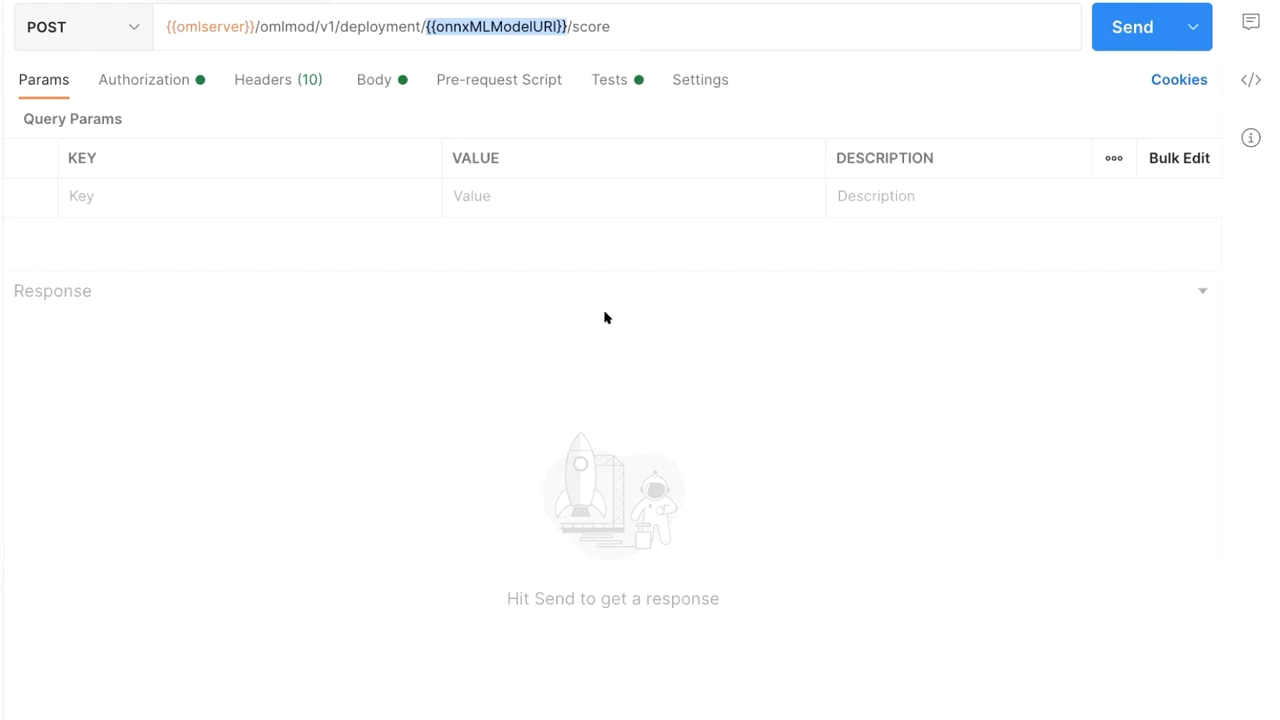 POST {{omlserver}}/omlmod/v1/deployment/{{onnxMLModelURI}}/score Send
Params Authorization Headers (10) Body Pre-request Script Tests Settings Cookies
Query Params
KEY VALUE DESCRIPTION ooo Bulk Edit
Key Value Description
Response
Hit Send to get a response